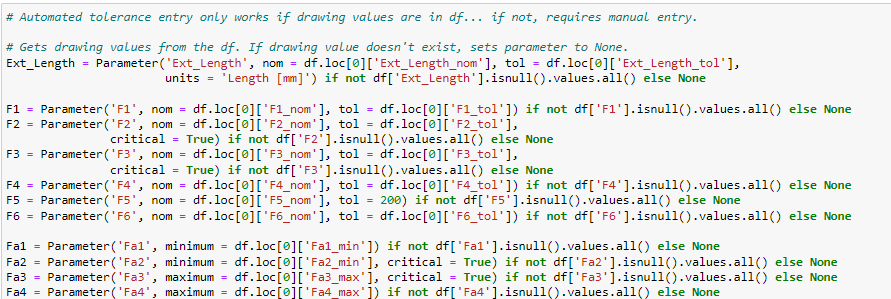 # Automated tolerance entry only works if drawing values are in df... if not, requires manual entry.
# Gets drawing values from the df. If drawing value doesn't exist, sets parameter to None.
Ext_Length = Parameter('Ext_Length', nom = df.loc[0]['Ext_Length_nom'], tol = df.loc[0]['Ext_Length_tol'],
units = 'Length [mm]') if not df['Ext_Length'].isnull().values.all() else None
F1 = Parameter('F1', nom = df.loc[0]['F1_nom'], tol = df.loc[0]['F1_tol']) if not df['F1'].isnull().values.all() else None
F2 = Parameter('F2', nom = df.loc[0]['F2_nom'], tol = df.loc[0]['F2_tol'],
critical = True) if not df['F2'].isnull().values.all() else None
F3 = Parameter('F3', nom = df.loc[0]['F3_nom'], tol = df.loc[0]['F3_tol'],
critical = True) if not df['F3'].isnull().values.all() else None
F4 = Parameter('F4', nom = df.loc[0]['F4_nom'], tol = df.loc[0]['F4_tol']) if not df['F4'].isnull().values.all() else None
F5 = Parameter('F5', nom = df.loc[0]['F5_nom'], tol = 200) if not df['F5'].isnull().values.all() else None
F6 = Parameter('F6', nom = df.loc[0]['F6_nom'], tol = df.loc[0]['F6_tol']) if not df['F6'].isnull().values.all() else None
Fa1 = Parameter('Fa1', minimum = df.loc[0]['Fa1_min']) if not df['Fa1'].isnull().values.all() else None
Fa2 = Parameter('Fa2', minimum = df.loc[0]['Fa2_min'], critical = True) if not df['Fa2'].isnull().values.all() else None
Fa3 = Parameter('Fa3', maximum = df.loc[0]['Fa3_max'], critical = True) if not df['Fa3'].isnull().values.all() else None
Fa4 = Parameter('Fa4', maximum = df.loc[0]['Fa4_max']) if not df['Fa4'].isnull().values.all() else None